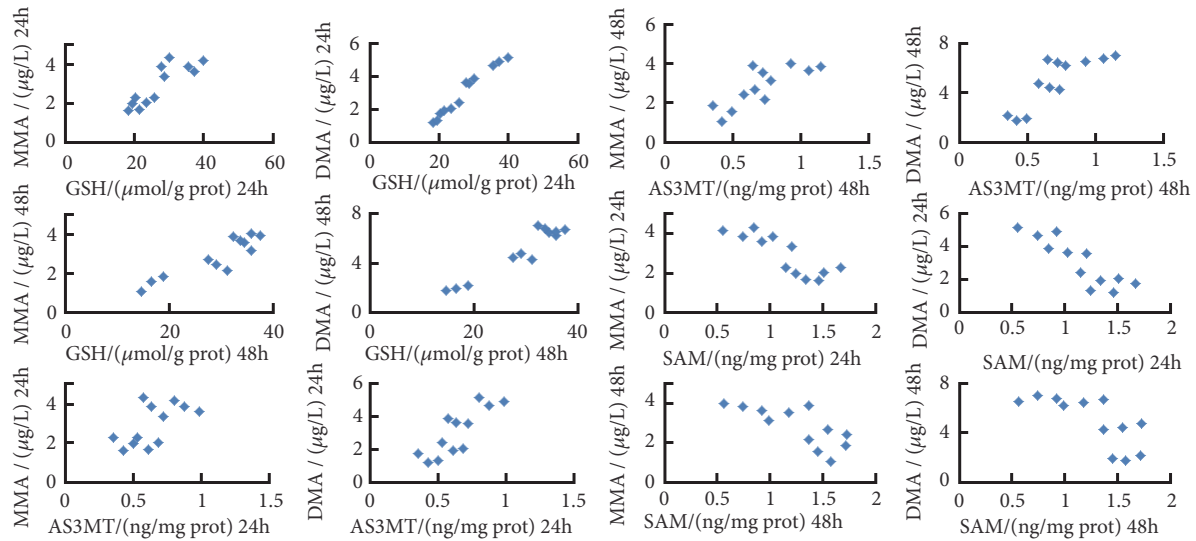 MMA / (μg/L) 24h
4
2
0
0 20 40 60
GSH/(μmol/g prot) 24h
DMA / (μg/L) 24h
6
4
2
0
0 20 40 60
GSH/(μmol/g prot) 24h
MMA / (μg/L) 48h
6
4
2
0
0 0.5 1 1.5
AS3MT/(ng/mg prot) 48h
DMA / (μg/L) 48h
8
4
0
0 0.5 1 1.5
AS3MT/(ng/mg prot) 48h
MMA / (μg/L) 48h
4
2
0
0 20 40
GSH/(μmol/g prot) 48h
DMA / (μg/L) 48h
8
4
0
0 20 40
GSH/(μmol/g prot) 48h
MMA / (μg/L) 24h
4
2
0
0 0.5 1 1.5 2
SAM/(ng/mg prot) 24h
DMA / (μg/L) 24h
6
4
2
0
0 0.5 1 1.5 2
SAM/(ng/mg prot) 24h
MMA / (μg/L) 24h
4
2
0
0 0.5 1 1.5
AS3MT/(ng/mg prot) 24h
DMA / (μg/L) 24h
6
4
2
0
0 0.5 1 1.5
AS3MT/(ng/mg prot) 24h
MMA / (μg/L) 48h
4
2
0
0 0.5 1 1.5 2
SAM/(ng/mg prot) 48h
DMA / (μg/L) 48h
8
4
0
0 0.5 1 1.5 2
SAM/(ng/mg prot) 48h